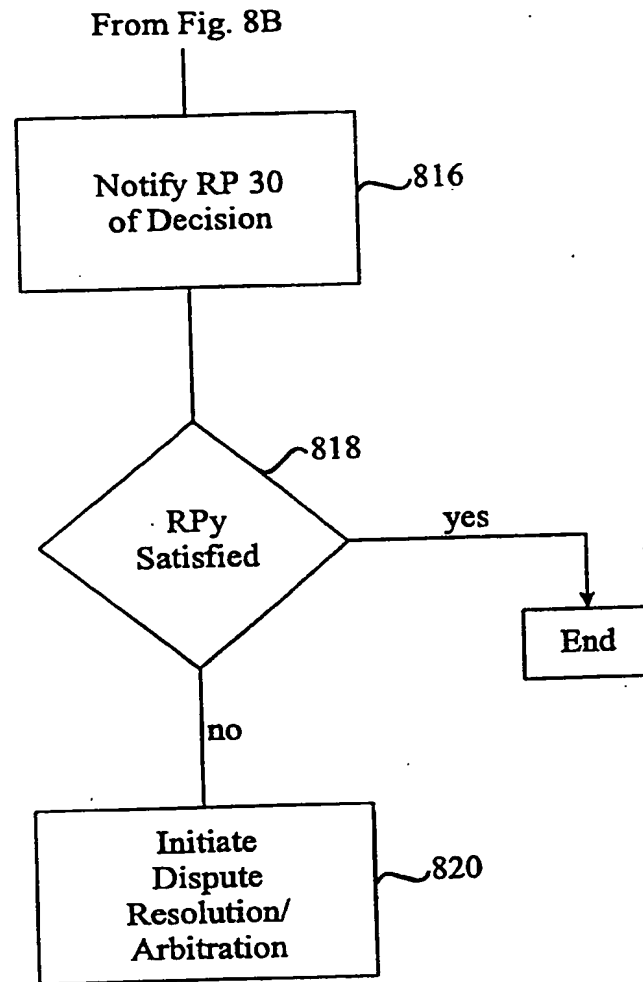 From Fig. 8B
Notify RP 30
of Decision
816
818
RPy
Satisfied
yes
End
no
Initiate
Dispute
Resolution/
Arbitration
820